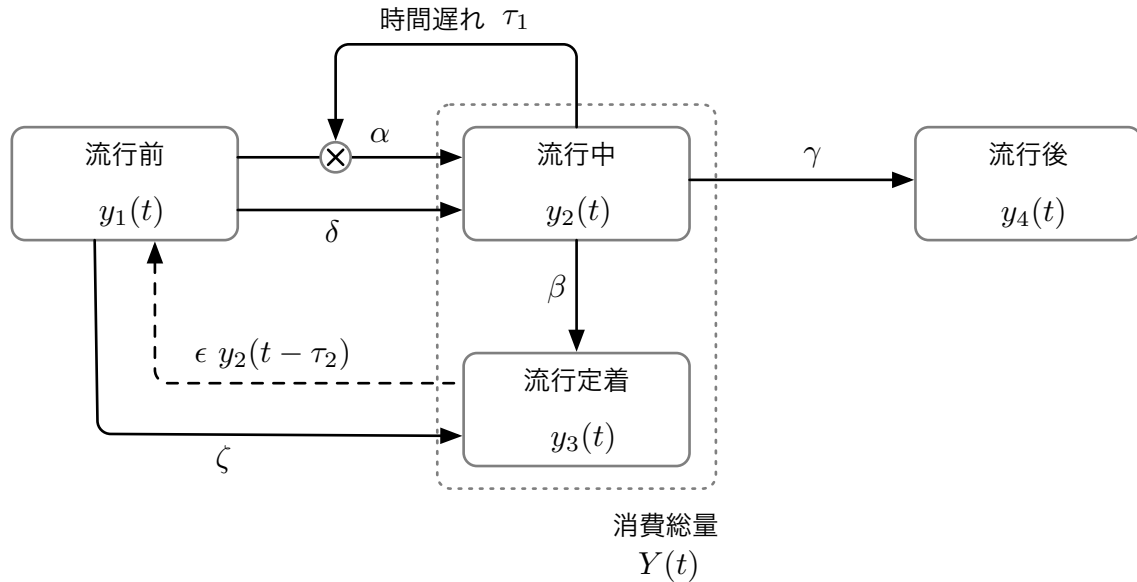 時間遅れ τ₁
流行前
y₁(t)
α
δ
流行中
y₂(t)
γ
流行後
y₄(t)
β
ϵ y₂(t − τ₂)
流行定着
y₃(t)
ζ
消費総量
Y(t)